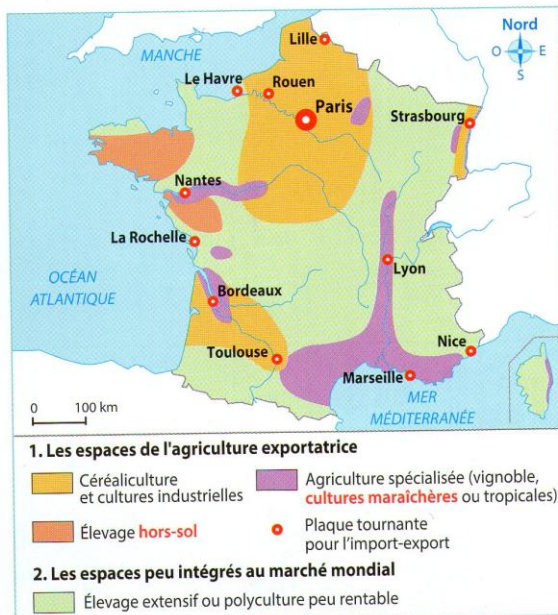 Nord
O
E
S
MANCHE
Lille
Le Havre
Rouen
Paris
Strasbourg
Nantes
La Rochelle
OCÉAN
ATLANTIQUE
Lyon
Bordeaux
Toulouse
Nice
Marseille
MER
MÉDITERRANÉE
0 100 km
1. Les espaces de l'agriculture exportatrice
Céréaliculture
et cultures industrielles
Agriculture spécialisée (vignoble,
cultures maraîchères ou tropicales)
Élevage hors-sol
Plaque tournante
pour l'import-export
2. Les espaces peu intégrés au marché mondial
Élevage extensif ou polyculture peu rentable